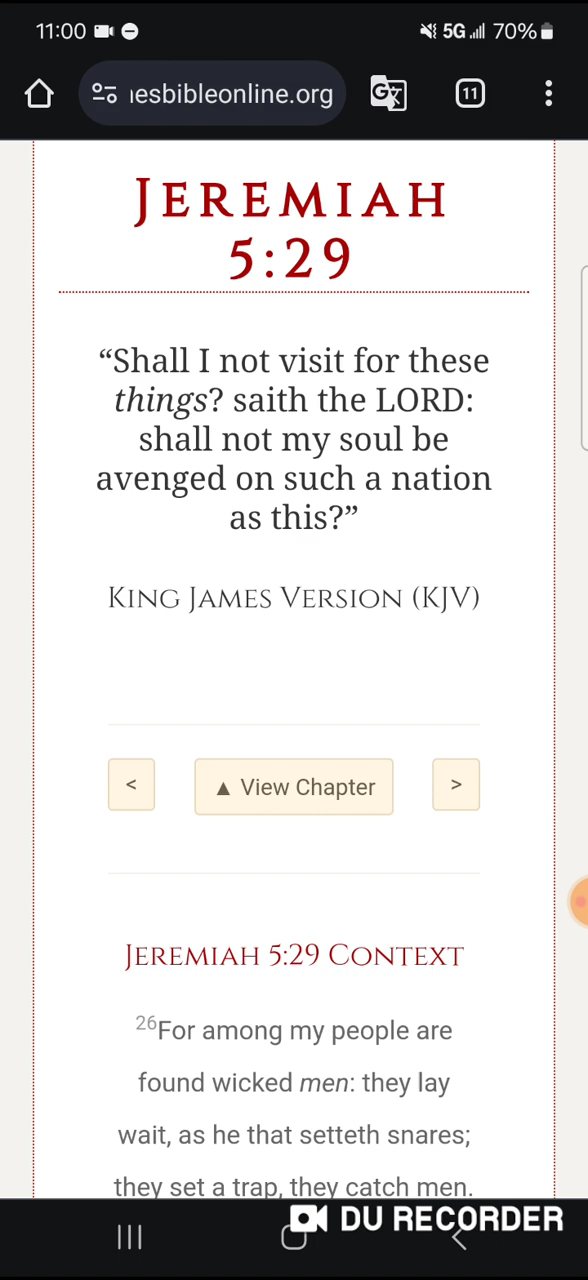 11:00 5G 70%
ıesbibleonline.org 11
JEREMIAH
5:29
“Shall I not visit for these
things? saith the LORD:
shall not my soul be
avenged on such a nation
as this?”
KING JAMES VERSION (KJV)
< ▲ View Chapter >
JEREMIAH 5:29 CONTEXT
26For among my people are
found wicked men: they lay
wait, as he that setteth snares;
they set a trap, they catch men.
DU RECORDER